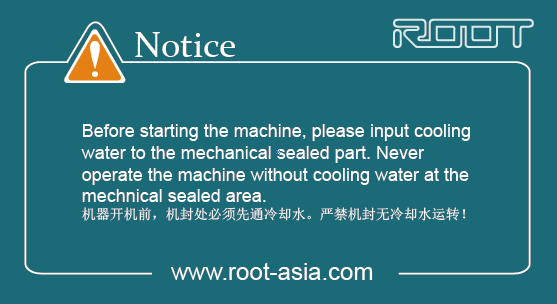 Notice
ROOT
Before starting the machine, please input cooling
water to the mechanical sealed part. Never
operate the machine without cooling water at the
mechnical sealed area.
机器开机前，机封处必须先通冷却水。严禁机封无冷却水运转！
www.root-asia.com